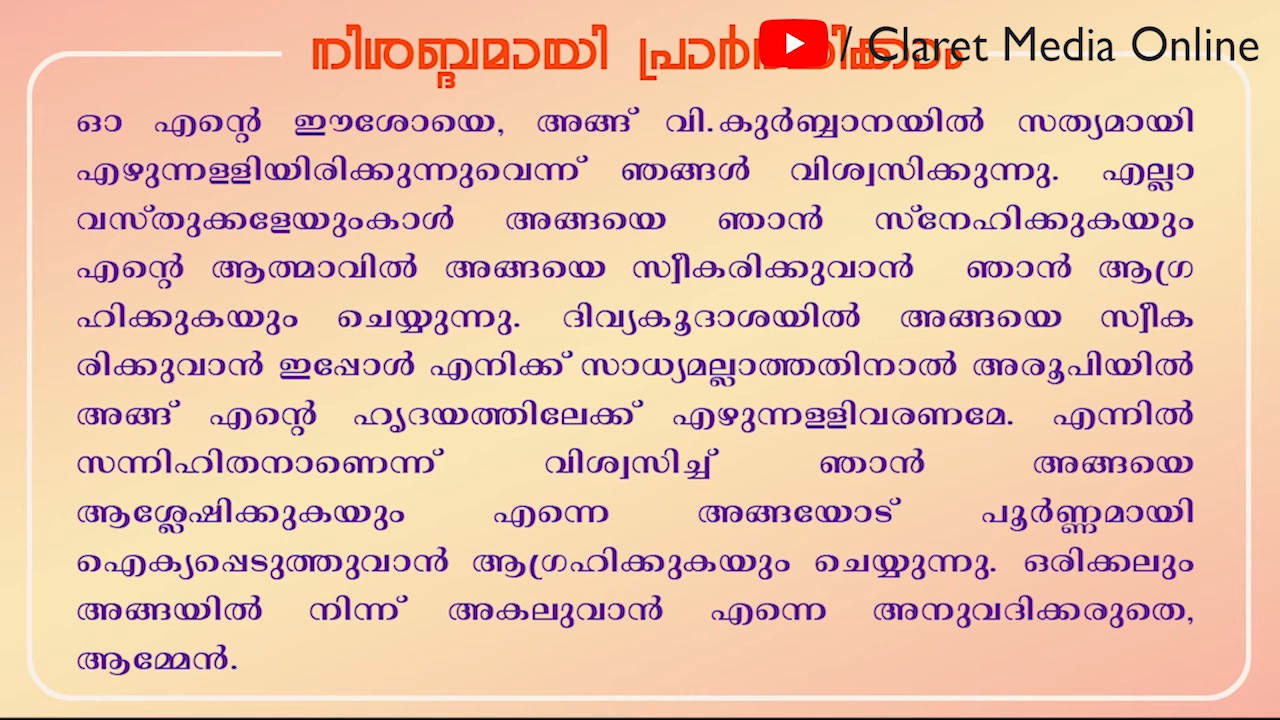 നിശബ്ദമായി
/ Claret Media Online
ഓ എന്റെ ഈശോയെ, അങ്ങ് വി.കുർബ്ബാനയിൽ സത്യമായി
എഴുന്നള്ളിയിരിക്കുന്നുവെന്ന് ഞങ്ങൾ വിശ്വസിക്കുന്നു. എല്ലാ
വസ്തുക്കളേയുംകാൾ അങ്ങയെ ഞാൻ സ്നേഹിക്കുകയും
എന്റെ ആത്മാവിൽ അങ്ങയെ സ്വീകരിക്കുവാൻ ഞാൻ ആഗ്ര
ഹിക്കുകയും ചെയ്യുന്നു. ദിവ്യകൂദാശയിൽ അങ്ങയെ സ്വീക
രിക്കുവാൻ ഇപ്പോൾ എനിക്ക് സാധ്യമല്ലാത്തതിനാൽ അരൂപിയിൽ
അങ്ങ് എന്റെ ഹൃദയത്തിലേക്ക് എഴുന്നള്ളിവരണമേ. എന്നിൽ
സന്നിഹിതനാണെന്ന് വിശ്വസിച്ച് ഞാൻ അങ്ങയെ
ആശ്ലേഷിക്കുകയും എന്നെ അങ്ങയോട് പൂർണ്ണമായി
ഐക്യപ്പെടുത്തുവാൻ ആഗ്രഹിക്കുകയും ചെയ്യുന്നു. ഒരിക്കലും
അങ്ങയിൽ നിന്ന് അകലുവാൻ എന്നെ അനുവദിക്കരുതെ,
ആമ്മേൻ.